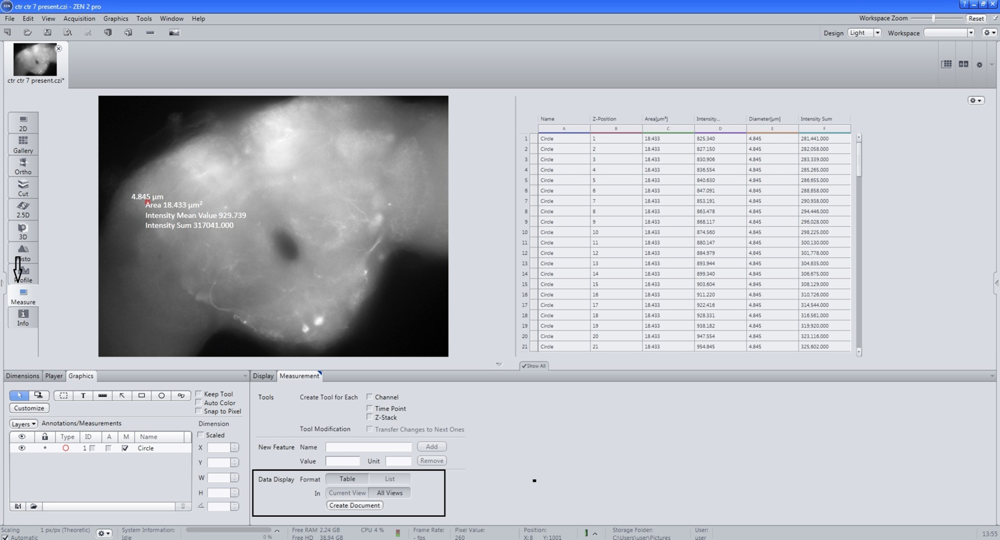 ZEN ctr ctr 7 present.czi - ZEN 2 pro
File Edit View Acquisition Graphics Tools Window Help
Workspace Zoom Reset
Design Light Workspace
ctr ctr 7 present.czi*
2D
Gallery
Ortho
Cut
2.5D
3D
Histo
Profile
Measure
Info
4.845 µm
Area 18.433 µm²
Intensity Mean Value 929.739
Intensity Sum 317041.000
Name Z-Position Area[µm²] Intensity... Diameter[µm] Intensity Sum
A B C D E F
1 Circle 1 18.433 825.340 4.845 281,441.000
2 Circle 2 18.433 827.150 4.845 282,058.000
3 Circle 3 18.433 830.906 4.845 283,339.000
4 Circle 4 18.433 836.554 4.845 285,265.000
5 Circle 5 18.433 840.630 4.845 286,655.000
6 Circle 6 18.433 847.091 4.845 288,858.000
7 Circle 7 18.433 853.191 4.845 290,938.000
8 Circle 8 18.433 863.478 4.845 294,446.000
9 Circle 9 18.433 868.117 4.845 296,028.000
10 Circle 10 18.433 874.560 4.845 298,225.000
11 Circle 11 18.433 880.147 4.845 300,130.000
12 Circle 12 18.433 884.979 4.845 301,778.000
13 Circle 13 18.433 893.944 4.845 304,835.000
14 Circle 14 18.433 899.340 4.845 306,675.000
15 Circle 15 18.433 903.604 4.845 308,129.000
16 Circle 16 18.433 911.220 4.845 310,726.000
17 Circle 17 18.433 922.416 4.845 314,544.000
18 Circle 18 18.433 928.331 4.845 316,561.000
19 Circle 19 18.433 938.182 4.845 319,920.000
20 Circle 20 18.433 947.554 4.845 323,116.000
21 Circle 21 18.433 954.845 4.845 325,602.000
Show All
Dimensions Player Graphics
T
Keep Tool
Auto Color
Snap to Pixel
Customize
Layers Annotations/Measurements
Type ID A M Name
1 Circle
Dimension
Scaled
X
Y
W
H
Display Measurement
Tools Create Tool for Each Channel
Time Point
Z-Stack
Tool Modification Transfer Changes to Next Ones
New Feature Name Add
Value Unit Remove
Data Display Format Table List
In Current View All Views
Create Document
Scaling 1 px/px (Theoretic) System Information: Free RAM 2.24 GB CPU 4 % Frame Rate: Pixel Value: Position: Storage Folder: User:
Automatic Idle 0 % Free HD 38.94 GB - fps 260 X:8 Y:1001 C:\Users\user\Pictures user 13:55